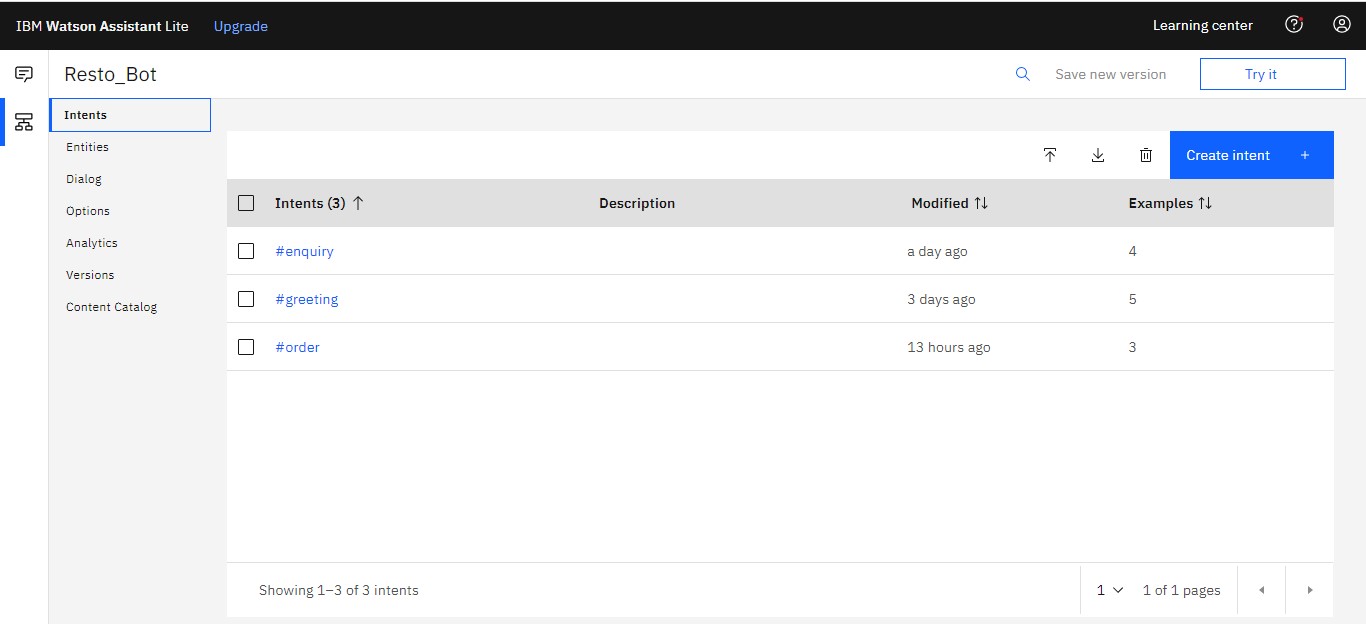 IBM Watson Assistant Lite Upgrade Learning center
Resto_Bot Save new version Try it
Intents
Entities
Dialog
Options
Analytics
Versions
Content Catalog
Create intent +
Intents (3) Description Modified Examples
#enquiry a day ago 4
#greeting 3 days ago 5
#order 13 hours ago 3
Showing 1–3 of 3 intents 1 1 of 1 pages